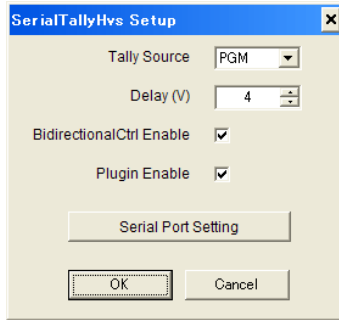 SerialTallyHvs Setup
Tally Source PGM
Delay (V) 4
BidirectionalCtrl Enable
Plugin Enable
Serial Port Setting
OK Cancel